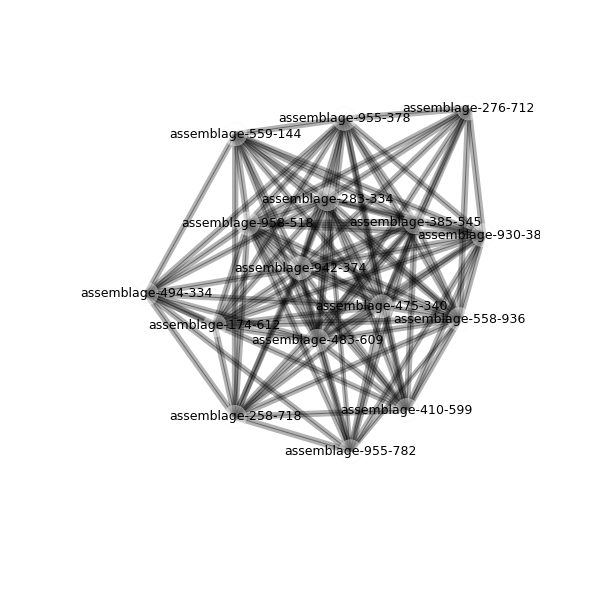 assemblage-276-712
assemblage-955-378
assemblage-559-144
assemblage-283-334
assemblage-958-518
assemblage-385-545
assemblage-930-38
assemblage-942-374
assemblage-494-334
assemblage-475-340
assemblage-558-936
assemblage-174-612
assemblage-483-609
assemblage-410-599
assemblage-258-718
assemblage-955-782